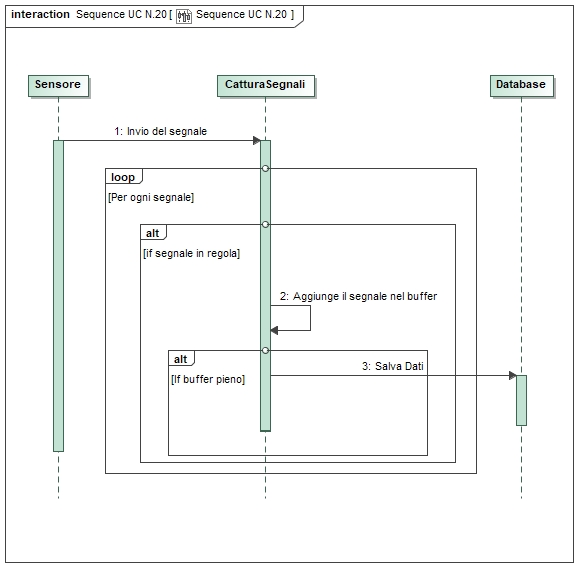 interaction Sequence UC N.20 [ Sequence UC N.20 ]
Sensore
CatturaSegnali
Database
1: Invio del segnale
loop
[Per ogni segnale]
alt
[if segnale in regola]
2: Aggiunge il segnale nel buffer
alt
3: Salva Dati
[If buffer pieno]